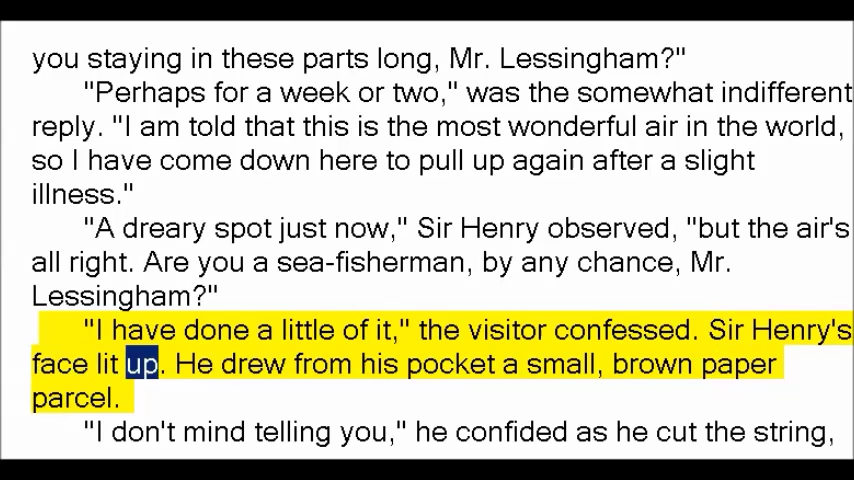 you staying in these parts long, Mr. Lessingham?"
"Perhaps for a week or two," was the somewhat indifferent
reply. "I am told that this is the most wonderful air in the world,
so I have come down here to pull up again after a slight
illness."
"A dreary spot just now," Sir Henry observed, "but the air's
all right. Are you a sea-fisherman, by any chance, Mr.
Lessingham?"
"I have done a little of it," the visitor confessed. Sir Henry's
face lit up. He drew from his pocket a small, brown paper
parcel.
"I don't mind telling you," he confided as he cut the string,